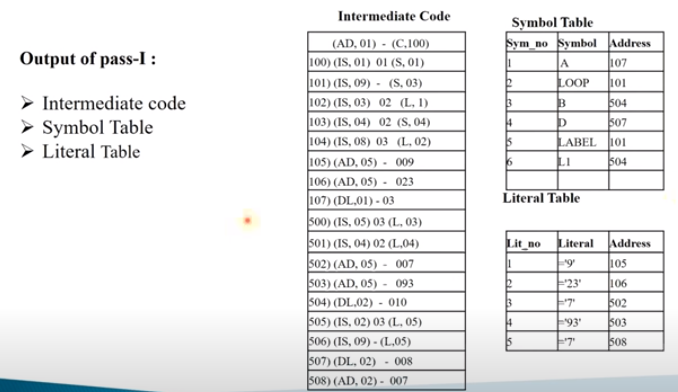 Output of pass-I :
➢ Intermediate code
➢ Symbol Table
➢ Literal Table
Intermediate Code
(AD, 01) - (C,100)
100) (IS, 01) 01 (S, 01)
101) (IS, 09) - (S, 03)
102) (IS, 03) 02 (L, 1)
103) (IS, 04) 02 (S, 04)
104) (IS, 08) 03 (L, 02)
105) (AD, 05) - 009
106) (AD, 05) - 023
107) (DL,01) - 03
500) (IS, 05) 03 (L, 03)
501) (IS, 04) 02 (L,04)
502) (AD, 05) - 007
503) (AD, 05) - 093
504) (DL,02) - 010
505) (IS, 02) 03 (L, 05)
506) (IS, 09) - (L,05)
507) (DL, 02) - 008
508) (AD, 02) - 007
Symbol Table
Sym_no Symbol Address
1 A 107
2 LOOP 101
3 B 504
4 D 507
5 LABEL 101
6 L1 504
Literal Table
Lit_no Literal Address
1 ='9' 105
2 ='23' 106
3 ='7' 502
4 ='93' 503
5 ='7' 508